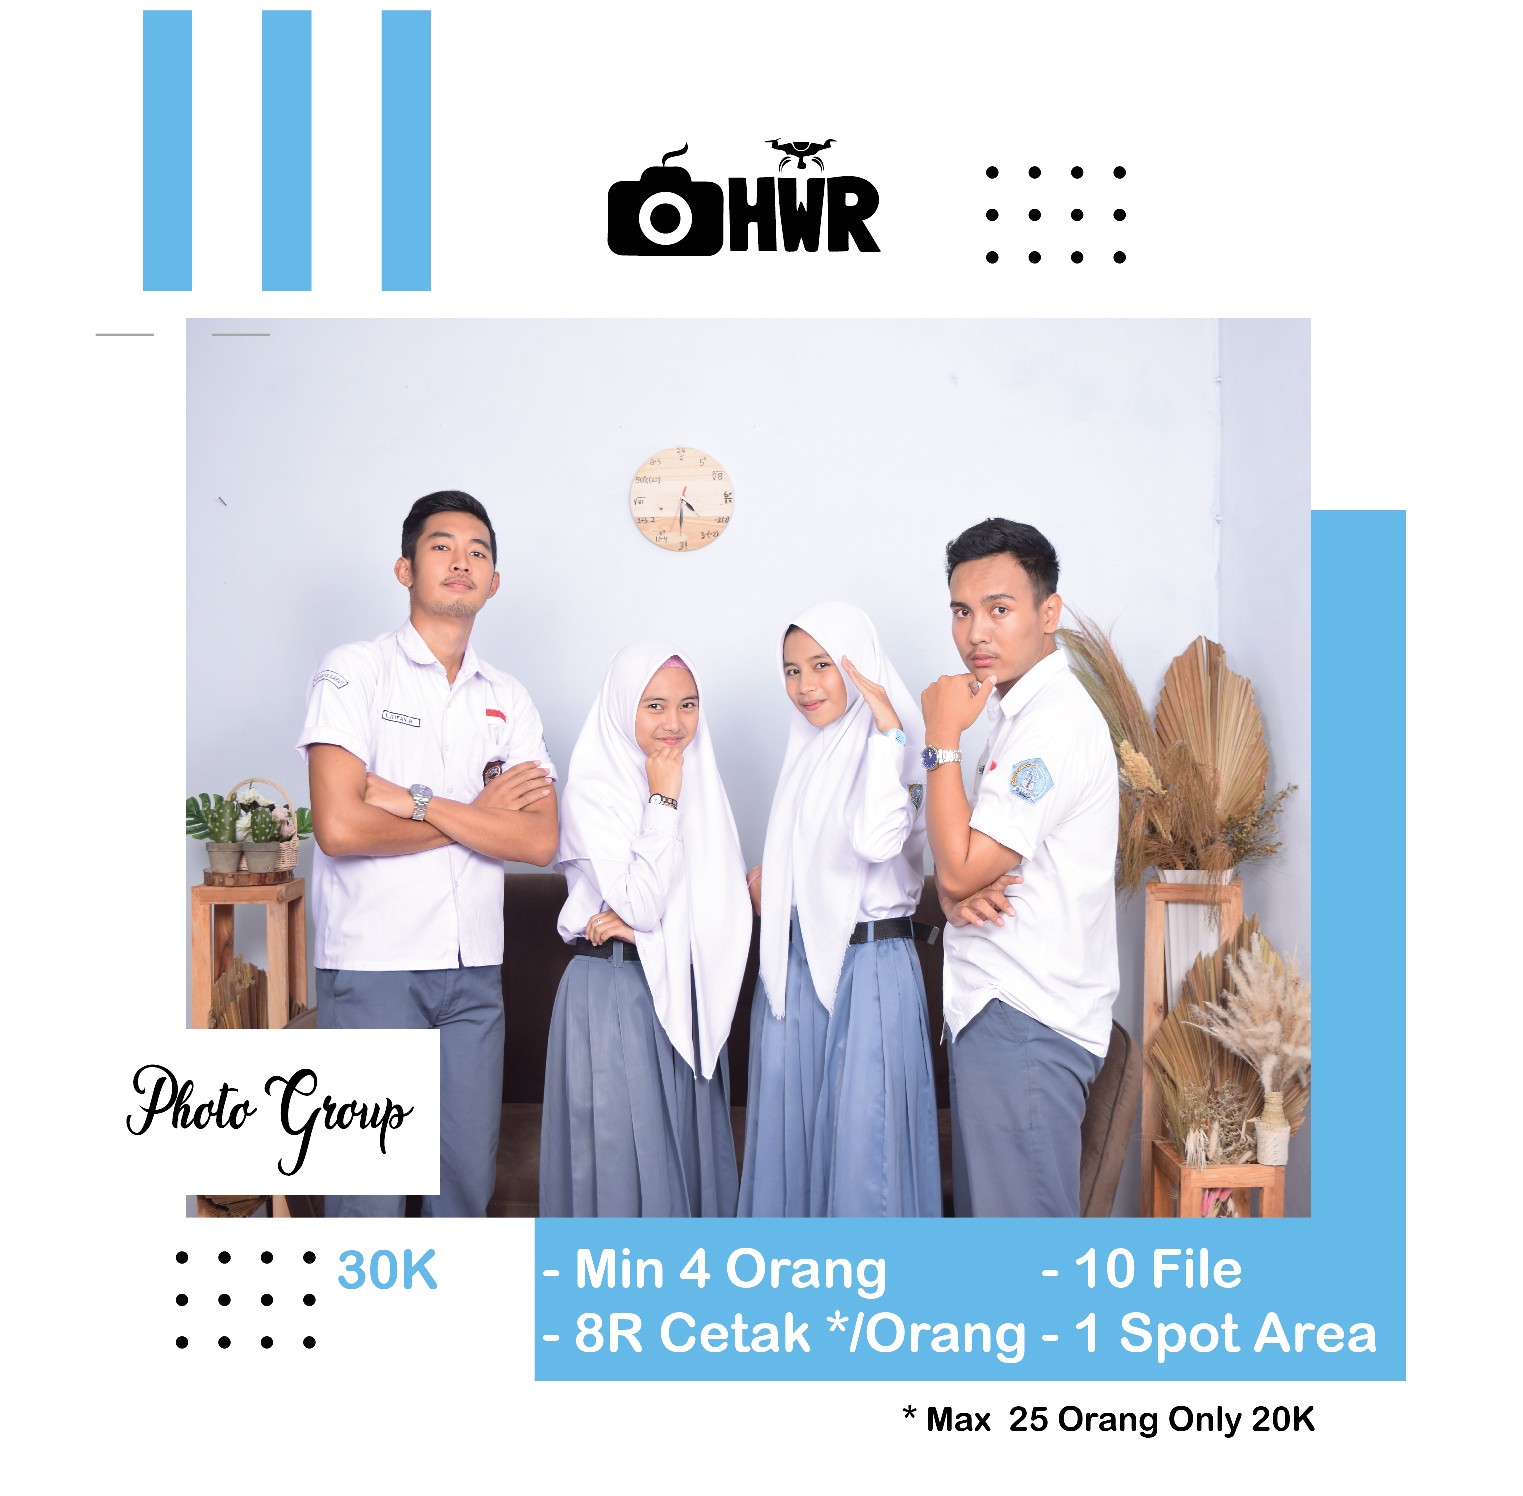 HWR
Photo Group
30K
- Min 4 Orang
- 8R Cetak */Orang
- 10 File
- 1 Spot Area
* Max 25 Orang Only 20K